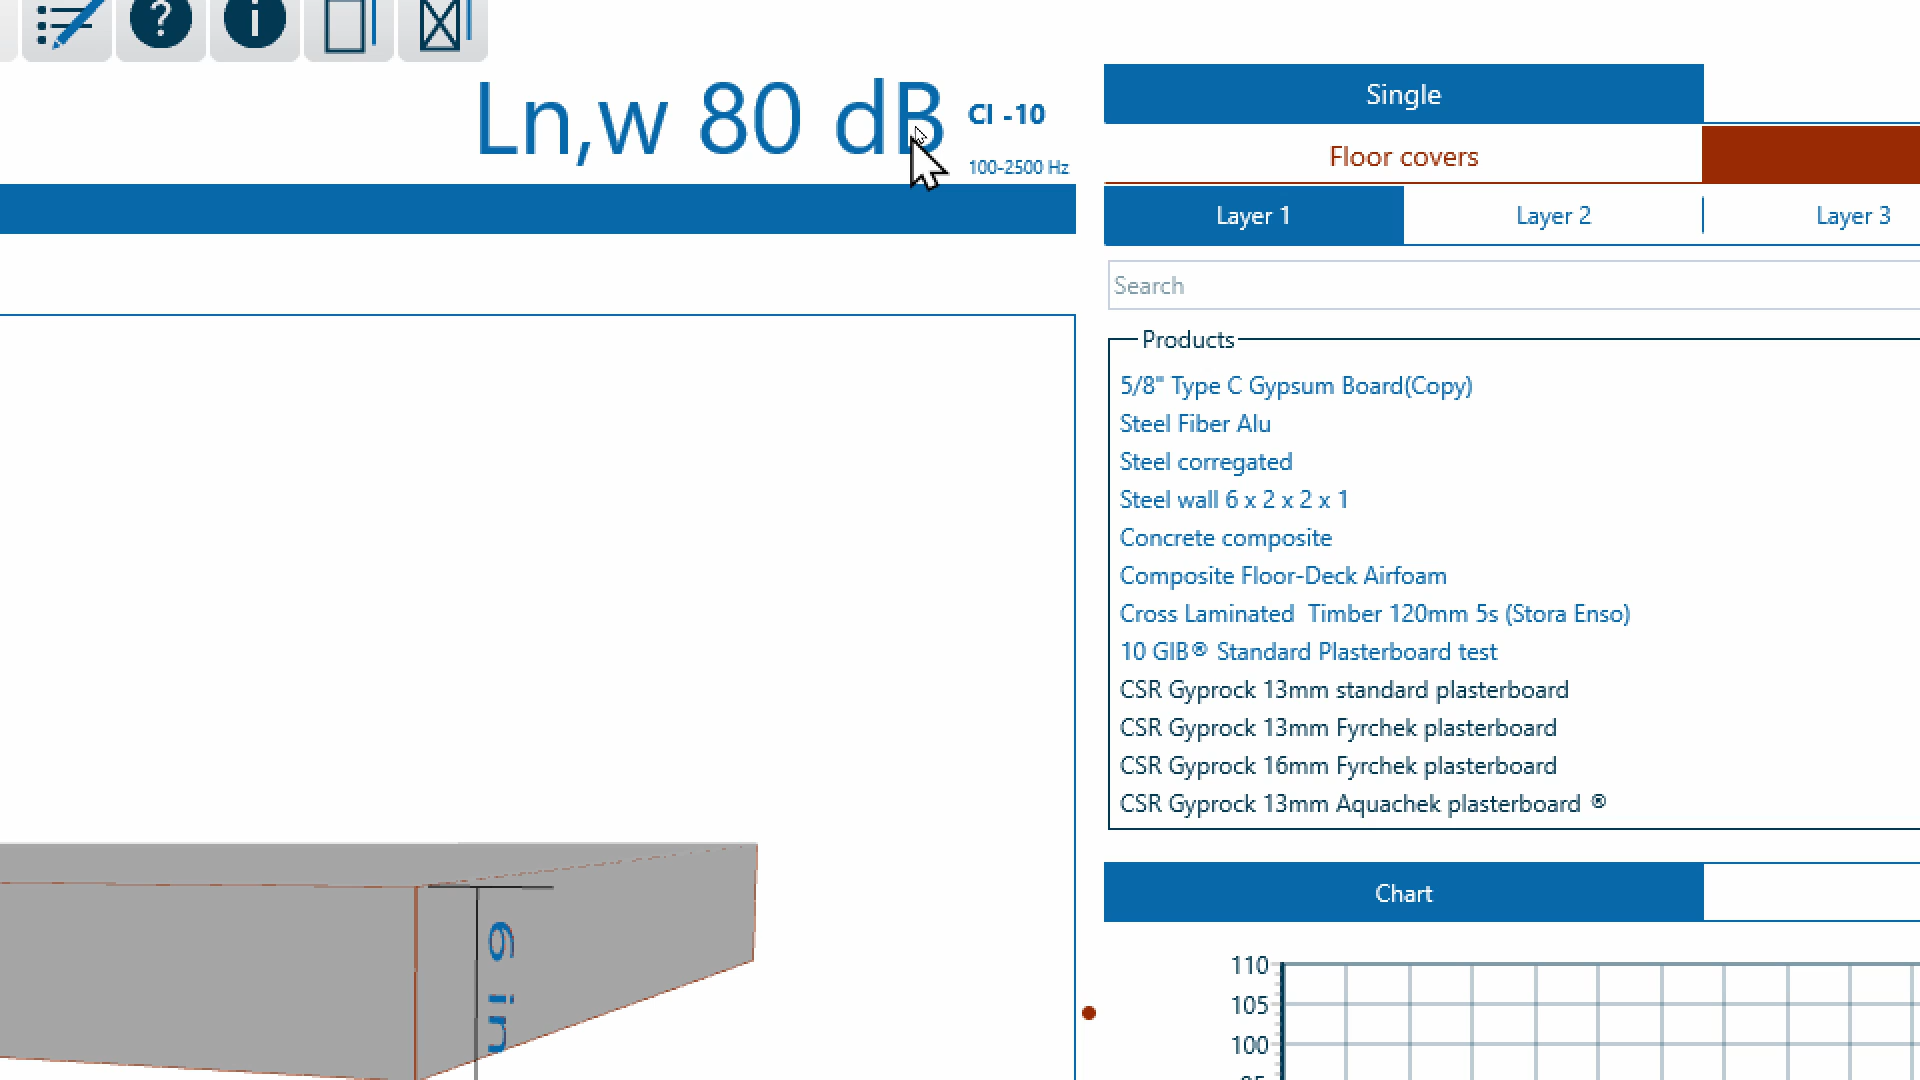 Ln,w 80 dB
CI -10
100-2500 Hz
Single
Floor covers
Layer 1
Layer 2
Layer 3
Search
Products
5/8" Type C Gypsum Board(Copy)
Steel Fiber Alu
Steel corregated
Steel wall 6 x 2 x 2 x 1
Concrete composite
Composite Floor-Deck Airfoam
Cross Laminated  Timber 120mm 5s (Stora Enso)
10 GIB® Standard Plasterboard test
CSR Gyprock 13mm standard plasterboard
CSR Gyprock 13mm Fyrchek plasterboard
CSR Gyprock 16mm Fyrchek plasterboard
CSR Gyprock 13mm Aquachek plasterboard ®
6 in
Chart
110
105
100